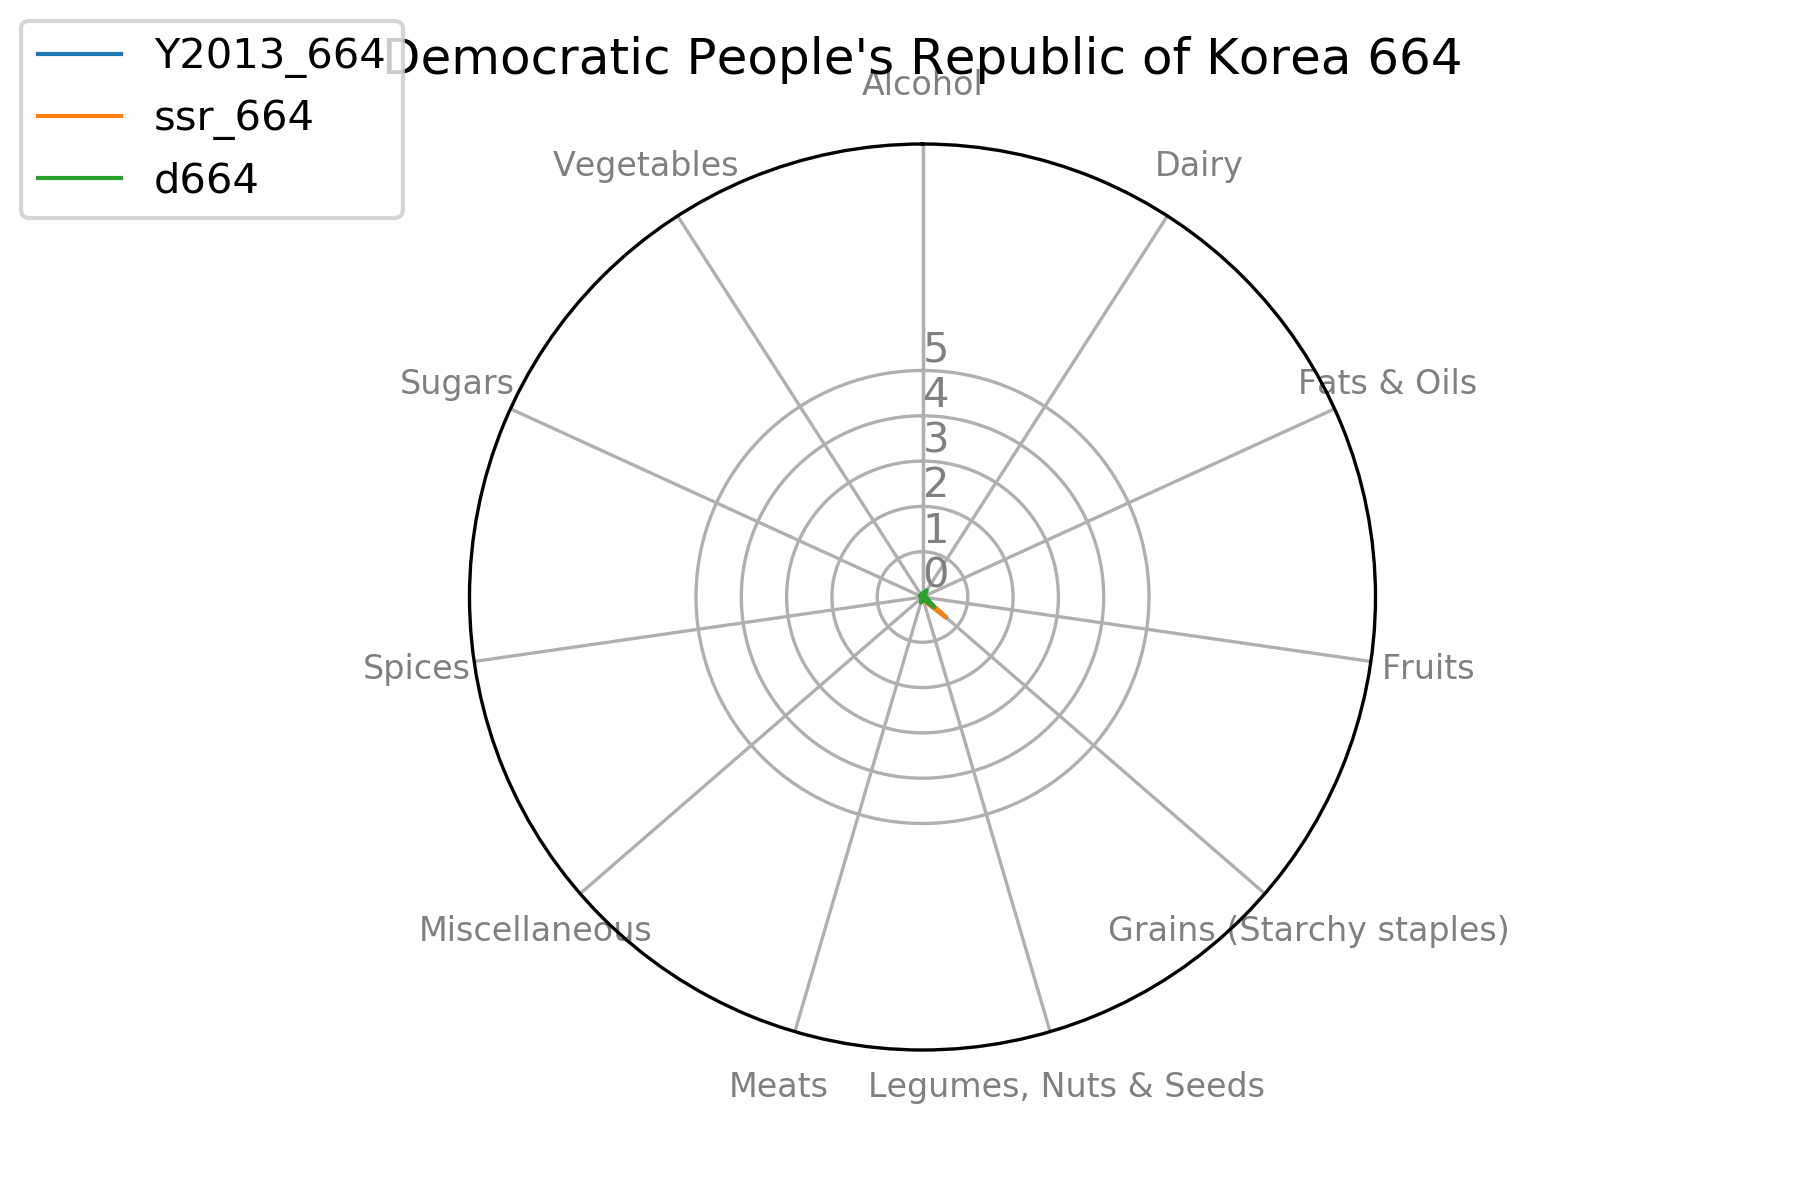 Democratic People's Republic of Korea 664
Y2013_664
ssr_664
d664
Alcohol
Vegetables
Dairy
Sugars
Fats & Oils
5
4
3
2
1
0
Spices
Fruits
Miscellaneous
Grains (Starchy staples)
Meats
Legumes, Nuts & Seeds